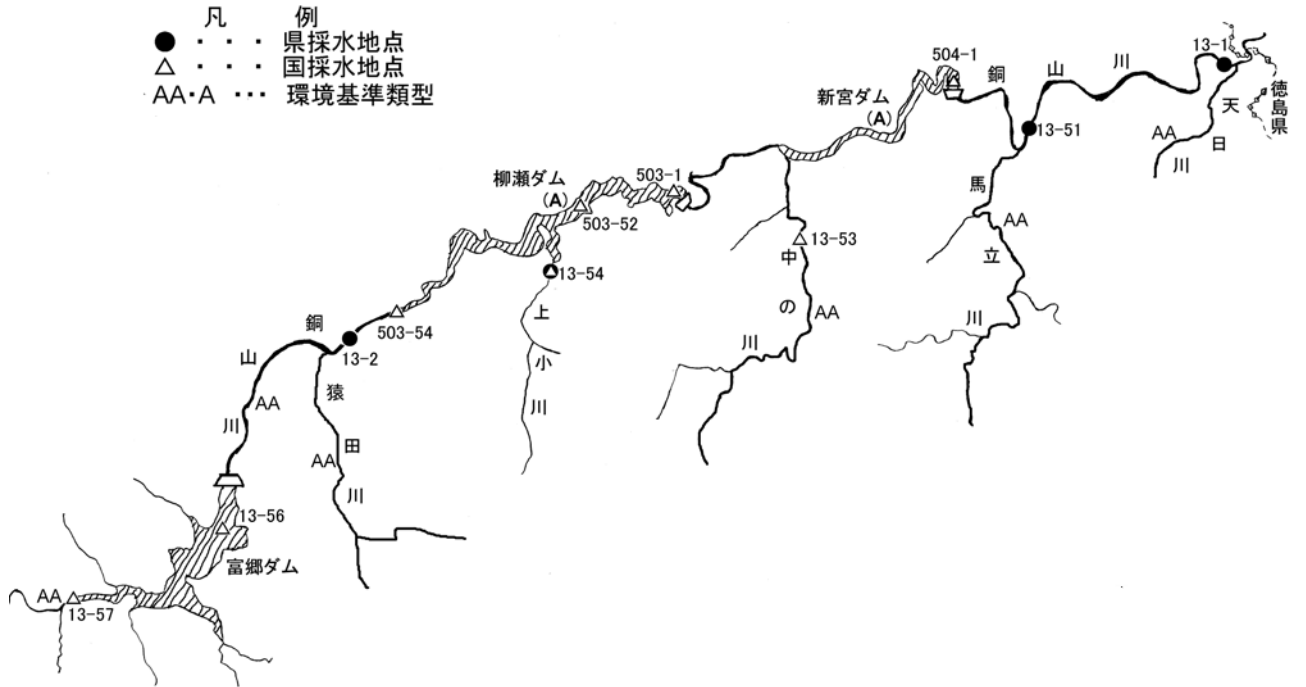 凡 例
● ・ ・ ・ 県採水地点
△ ・ ・ ・ 国採水地点
AA・A ・・・ 環境基準類型
13-1
504-1
銅山川
徳島県
新宮ダム
(A)
天日川
AA
13-51
503-1
柳瀬ダム
(A)
503-52
馬立川
AA
13-53
中の川
AA
13-54
上小川
503-54
13-2
銅山川
AA
猿田川
AA
13-56
富郷ダム
AA
13-57